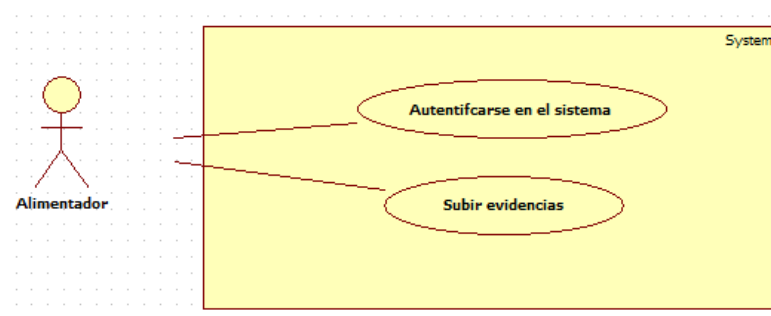 System
Autentifcarse en el sistema
Alimentador
Subir evidencias